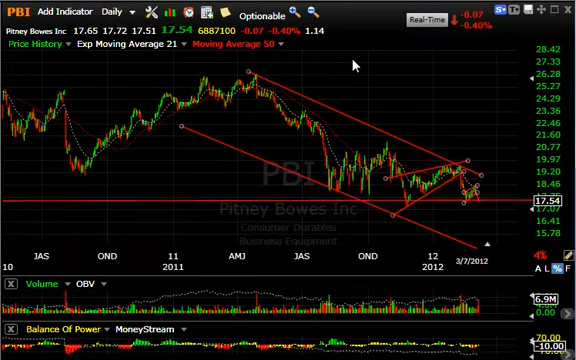 PBI Add Indicator Daily Optionable
Real-Time -0.07 -0.40%
Pitney Bowes Inc 17.65 17.72 17.51 17.54 6887100 -0.07 -0.40% 1.14
Price History Exp Moving Average 21 Moving Average 50
28.42
27.33
26.28
25.27
24.29
23.36
22.46
21.60
20.77
19.97
19.20
18.46
17.54
17.07
16.41
15.78
PBI
Pitney Bowes Inc
Consumer Durables
Business Equipment
JAS OND 11 AMJ JAS OND 12
10 2011 2012 3/7/2012
4%
A L %F
X Volume OBV
6.9M
0.00
X Balance Of Power MoneyStream
70.00
-10.00